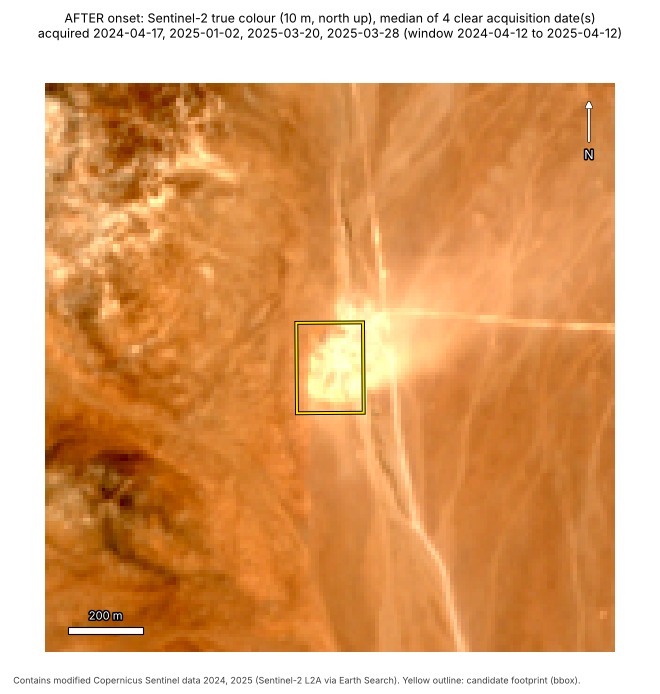 AFTER onset: Sentinel-2 true colour (10 m, north up), median of 4 clear acquisition date(s)
acquired 2024-04-17, 2025-01-02, 2025-03-20, 2025-03-28 (window 2024-04-12 to 2025-04-12)
N
200 m
Contains modified Copernicus Sentinel data 2024, 2025 (Sentinel-2 L2A via Earth Search). Yellow outline: candidate footprint (bbox).